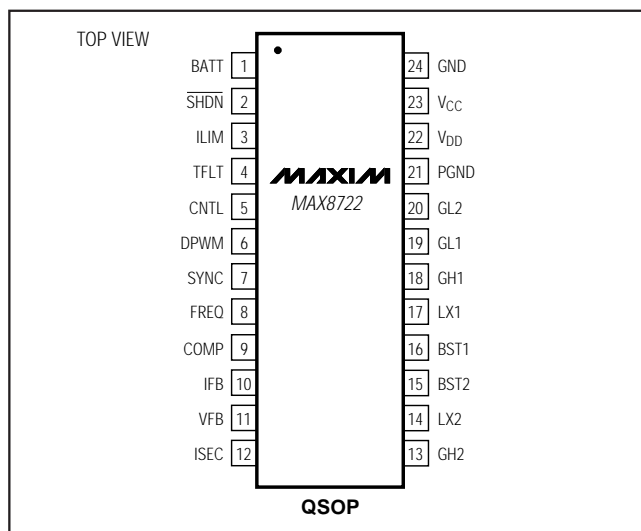 TOP VIEW
BATT 1
SHDN 2
ILIM 3
TFLT 4
CNTL 5
DPWM 6
SYNC 7
FREQ 8
COMP 9
IFB 10
VFB 11
ISEC 12
MAXIM
MAX8722
24 GND
23 VCC
22 VDD
21 PGND
20 GL2
19 GL1
18 GH1
17 LX1
16 BST1
15 BST2
14 LX2
13 GH2
QSOP